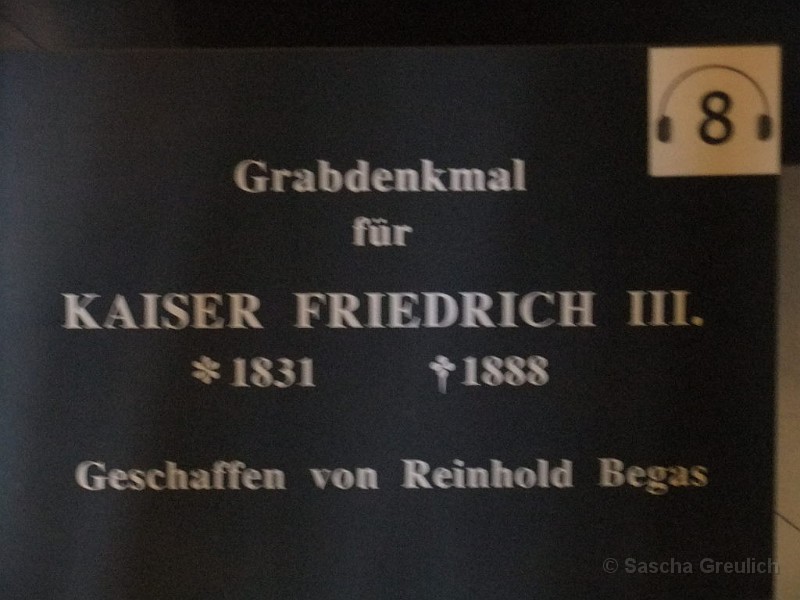 8
Grabdenkmal
für
KAISER FRIEDRICH III.
* 1831 † 1888
Geschaffen von Reinhold Begas
© Sascha Greulich